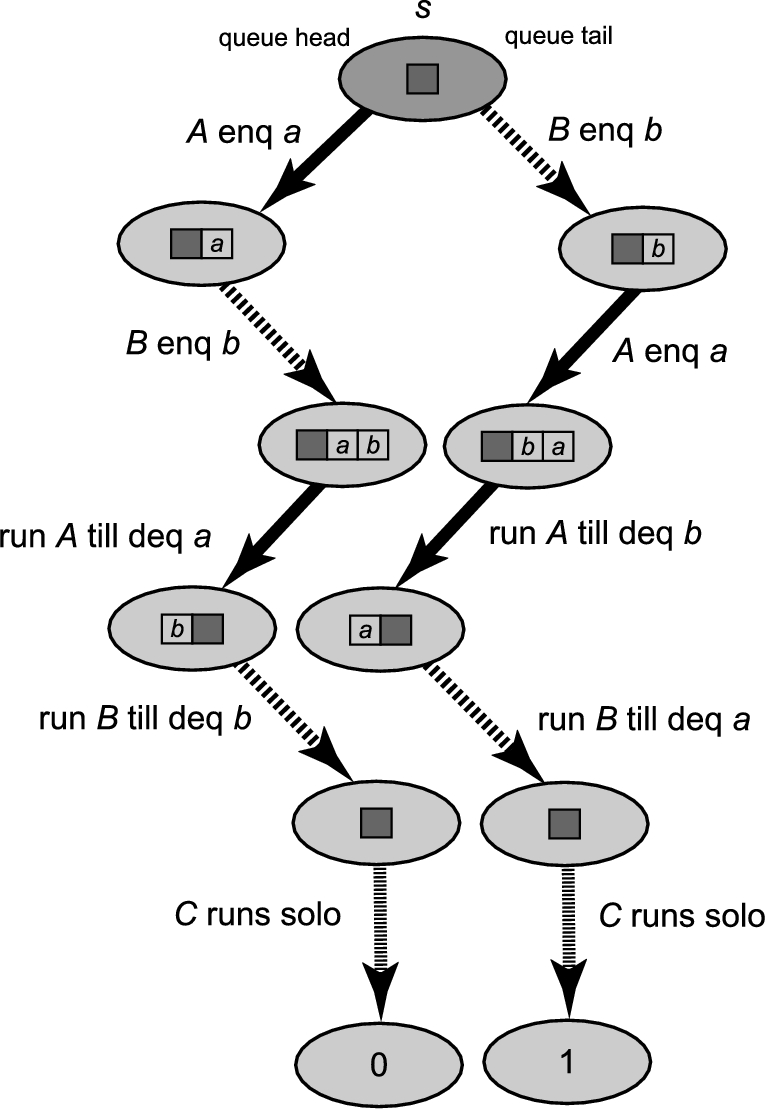 s
queue head
queue tail
A enq a
B enq b
a
b
B enq b
A enq a
a b
b a
run A till deq a
run A till deq b
b
a
run B till deq b
run B till deq a
C runs solo
C runs solo
0
1